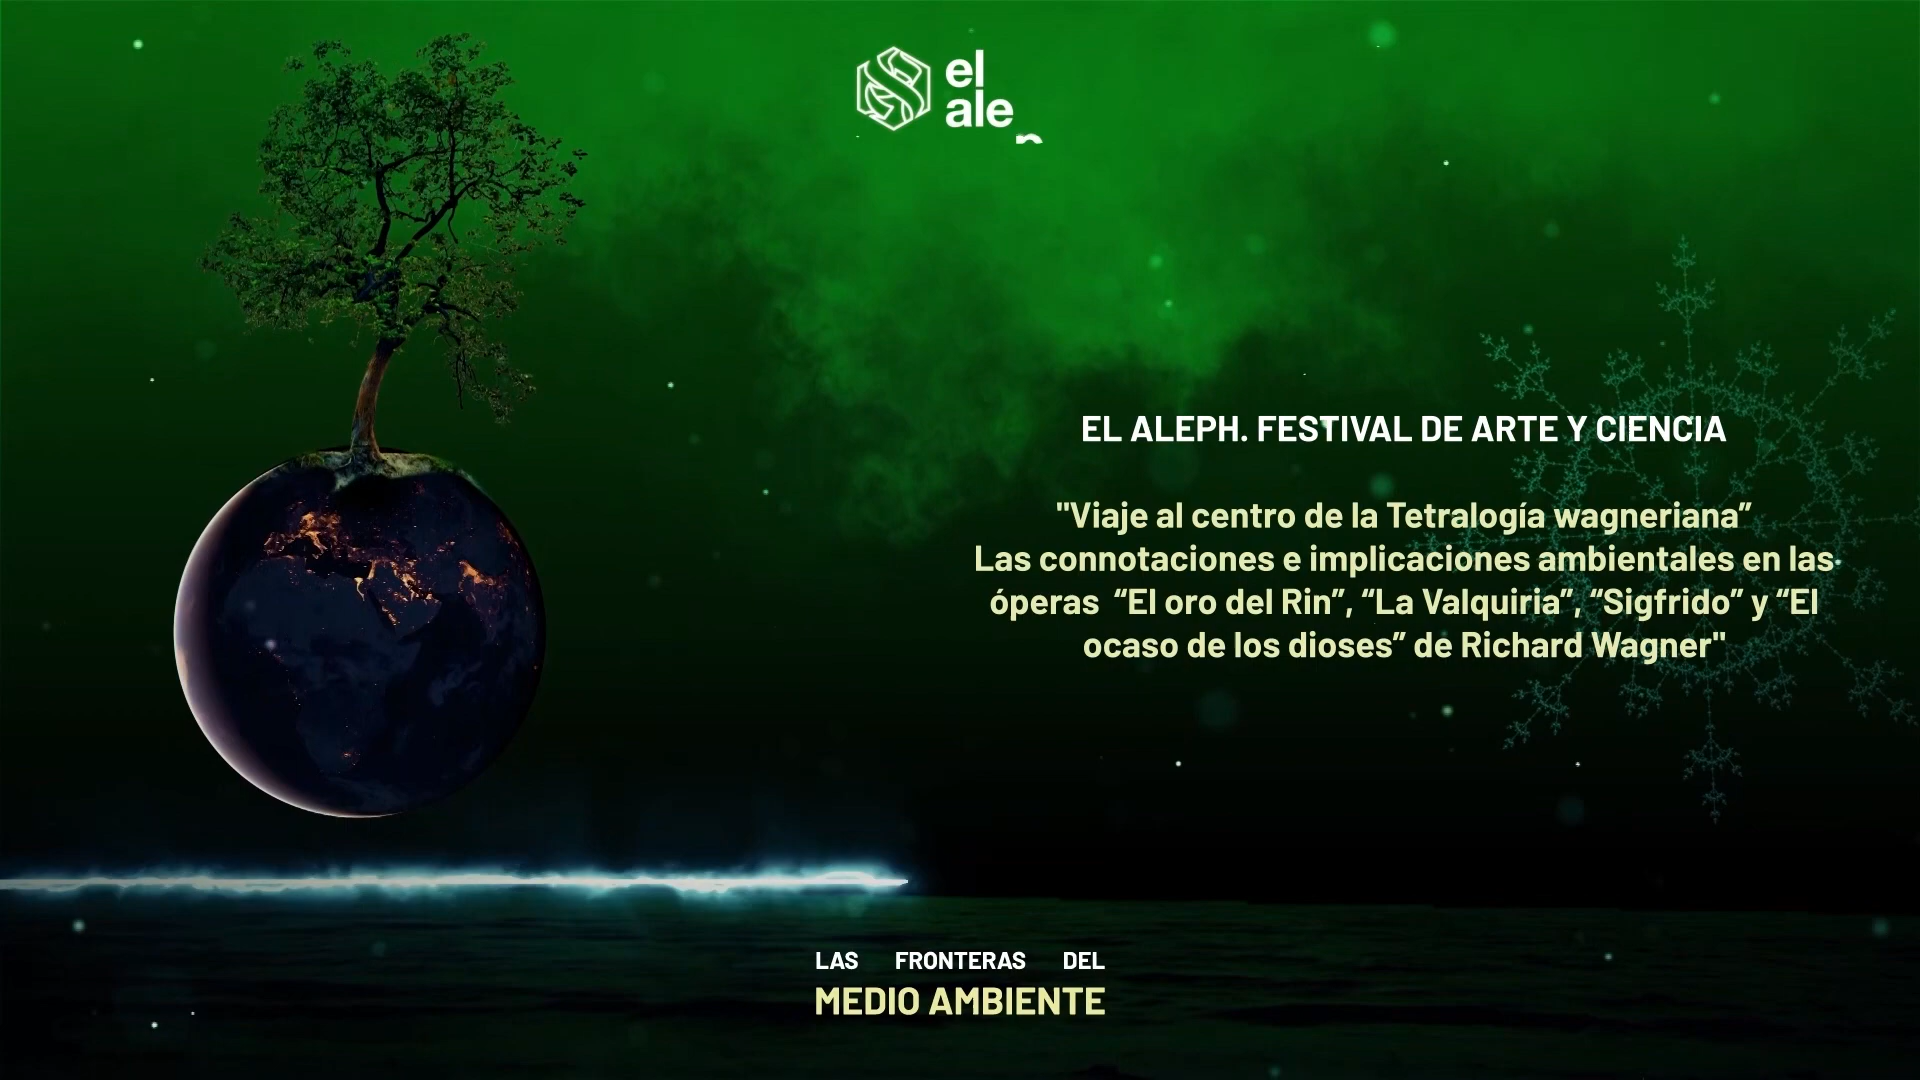 el
ale
EL ALEPH. FESTIVAL DE ARTE Y CIENCIA
"Viaje al centro de la Tetralogía wagneriana”
Las connotaciones e implicaciones ambientales en las
óperas “El oro del Rin”, “La Valquiria”, “Sigfrido” y “El
ocaso de los dioses” de Richard Wagner"
LAS FRONTERAS DEL
MEDIO AMBIENTE